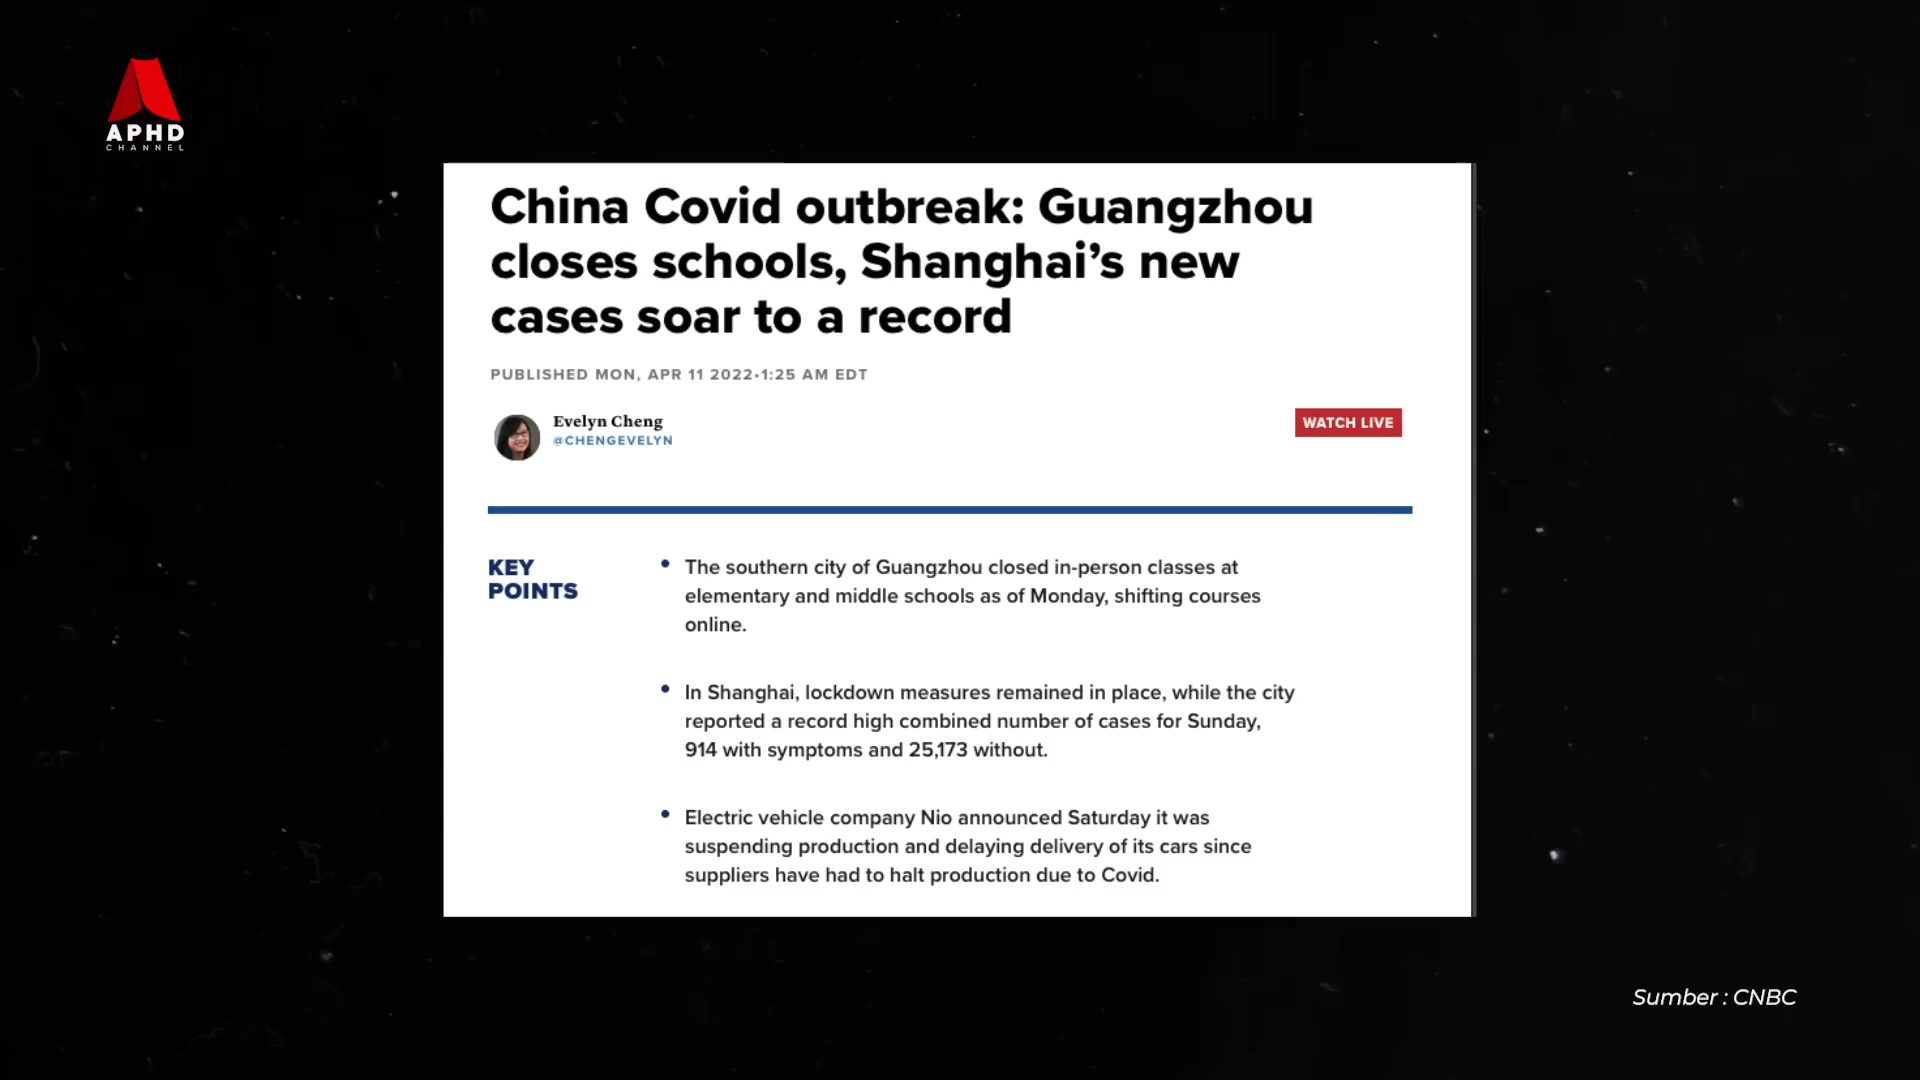 APHD
CHANNEL
China Covid outbreak: Guangzhou
closes schools, Shanghai’s new
cases soar to a record
PUBLISHED MON, APR 11 2022•1:25 AM EDT
Evelyn Cheng
@CHENGEVELYN
WATCH LIVE
KEY
POINTS
• The southern city of Guangzhou closed in-person classes at
elementary and middle schools as of Monday, shifting courses
online.
• In Shanghai, lockdown measures remained in place, while the city
reported a record high combined number of cases for Sunday,
914 with symptoms and 25,173 without.
• Electric vehicle company Nio announced Saturday it was
suspending production and delaying delivery of its cars since
suppliers have had to halt production due to Covid.
Sumber : CNBC